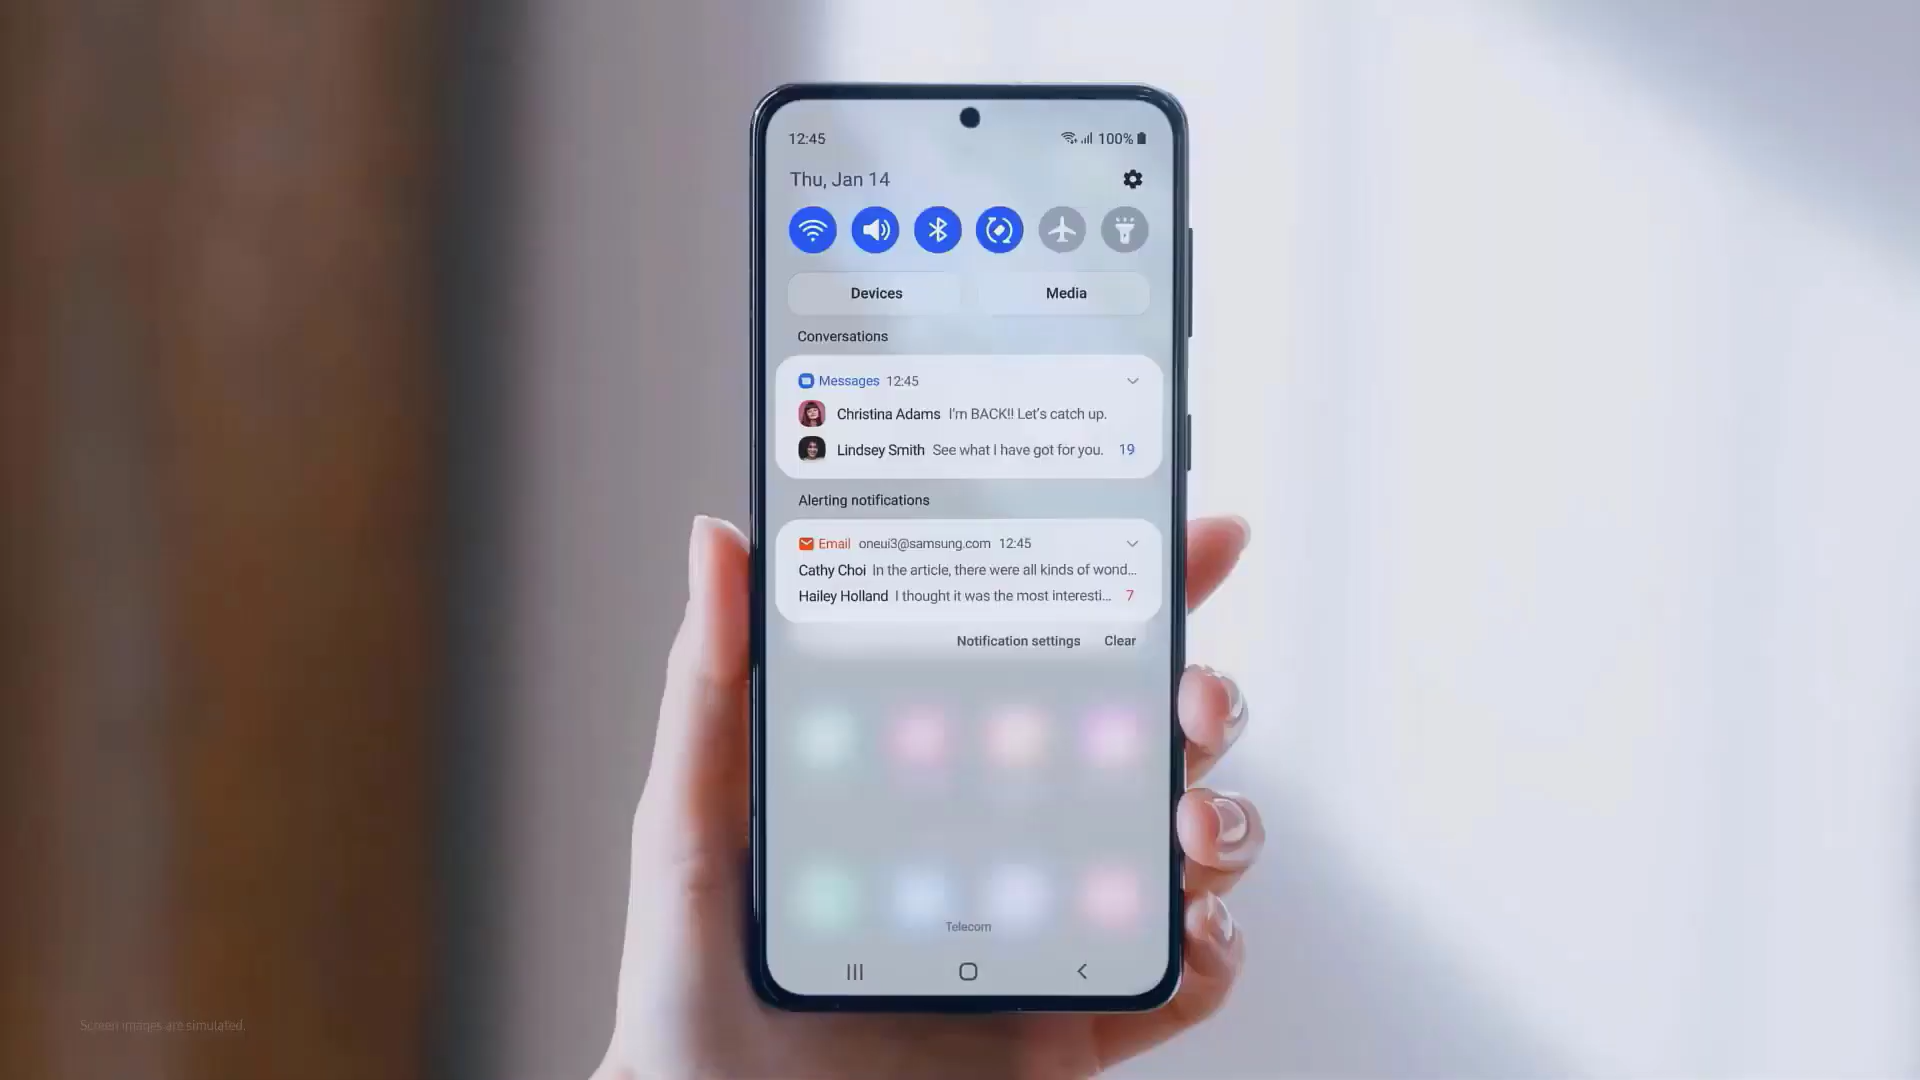 12:45 100%
Thu, Jan 14
Devices Media
Conversations
Messages 12:45
Christina Adams I'm BACK!! Let's catch up.
Lindsey Smith See what I have got for you. 19
Alerting notifications
Email oneui3@samsung.com 12:45
Cathy Choi In the article, there were all kinds of wond...
Hailey Holland I thought it was the most interesti... 7
Notification settings Clear
Telecom
Screen images are simulated.